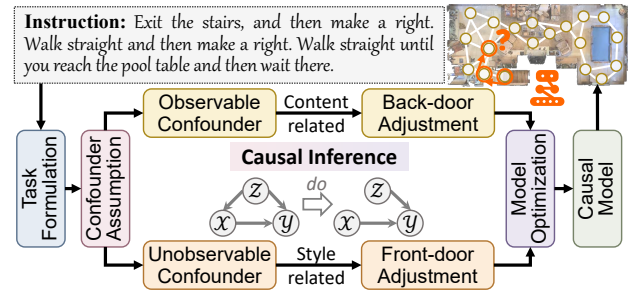 Instruction: Exit the stairs, and then make a right.
Walk straight and then make a right. Walk straight until
you reach the pool table and then wait there.
?
Observable
Confounder
Content
related
Back-door
Adjustment
Task
Formulation
Confounder
Assumption
Causal Inference
Z
X
Y
do
Z
X
Y
Model
Optimization
Causal
Model
Unobservable
Confounder
Style
related
Front-door
Adjustment